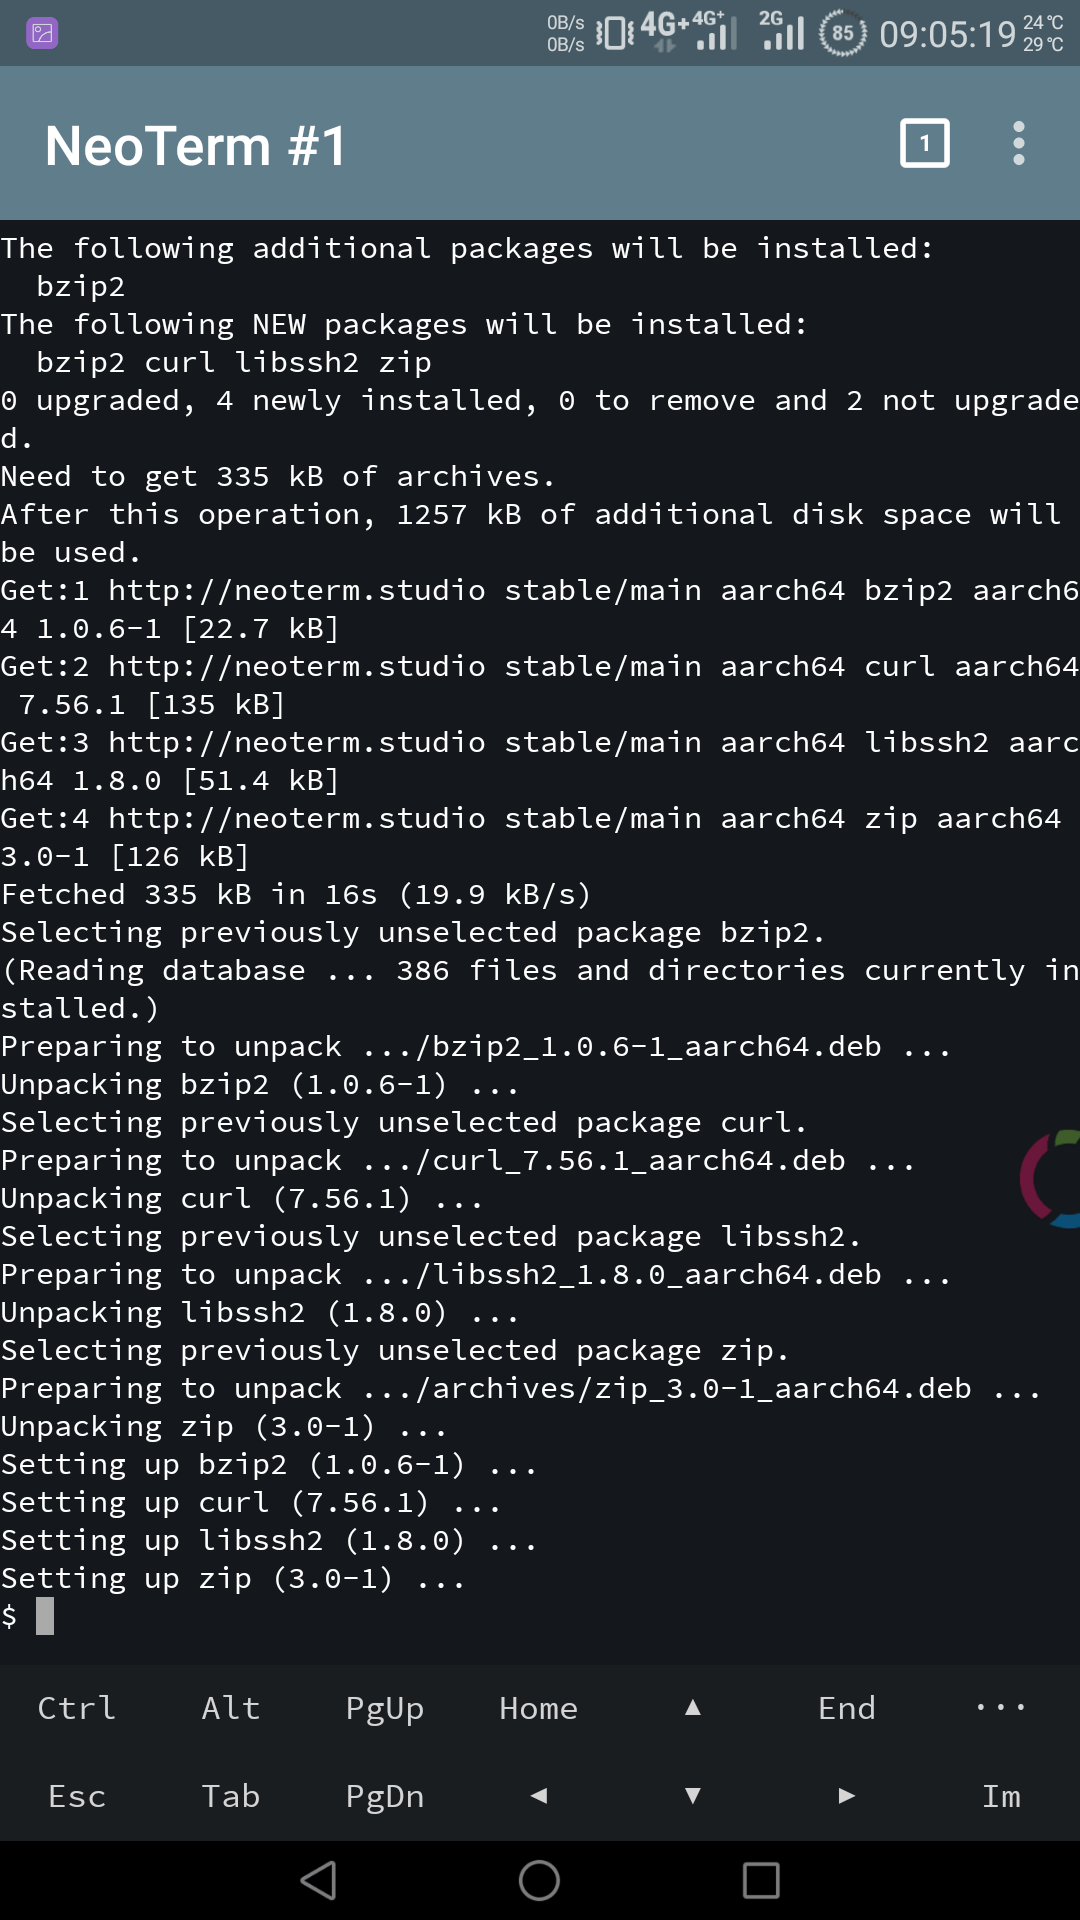 0B/s
0B/s
4G+ 4G+ 2G 85 09:05:19 24°C
29°C
NeoTerm #1 1
The following additional packages will be installed:
  bzip2
The following NEW packages will be installed:
  bzip2 curl libssh2 zip
0 upgraded, 4 newly installed, 0 to remove and 2 not upgrade
d.
Need to get 335 kB of archives.
After this operation, 1257 kB of additional disk space will
be used.
Get:1 http://neoterm.studio stable/main aarch64 bzip2 aarch6
4 1.0.6-1 [22.7 kB]
Get:2 http://neoterm.studio stable/main aarch64 curl aarch64
 7.56.1 [135 kB]
Get:3 http://neoterm.studio stable/main aarch64 libssh2 aarc
h64 1.8.0 [51.4 kB]
Get:4 http://neoterm.studio stable/main aarch64 zip aarch64
3.0-1 [126 kB]
Fetched 335 kB in 16s (19.9 kB/s)
Selecting previously unselected package bzip2.
(Reading database ... 386 files and directories currently in
stalled.)
Preparing to unpack .../bzip2_1.0.6-1_aarch64.deb ...
Unpacking bzip2 (1.0.6-1) ...
Selecting previously unselected package curl.
Preparing to unpack .../curl_7.56.1_aarch64.deb ...
Unpacking curl (7.56.1) ...
Selecting previously unselected package libssh2.
Preparing to unpack .../libssh2_1.8.0_aarch64.deb ...
Unpacking libssh2 (1.8.0) ...
Selecting previously unselected package zip.
Preparing to unpack .../archives/zip_3.0-1_aarch64.deb ...
Unpacking zip (3.0-1) ...
Setting up bzip2 (1.0.6-1) ...
Setting up curl (7.56.1) ...
Setting up libssh2 (1.8.0) ...
Setting up zip (3.0-1) ...
$
Ctrl Alt PgUp Home ▲ End ···
Esc Tab PgDn ◀ ▼ ▶ Im